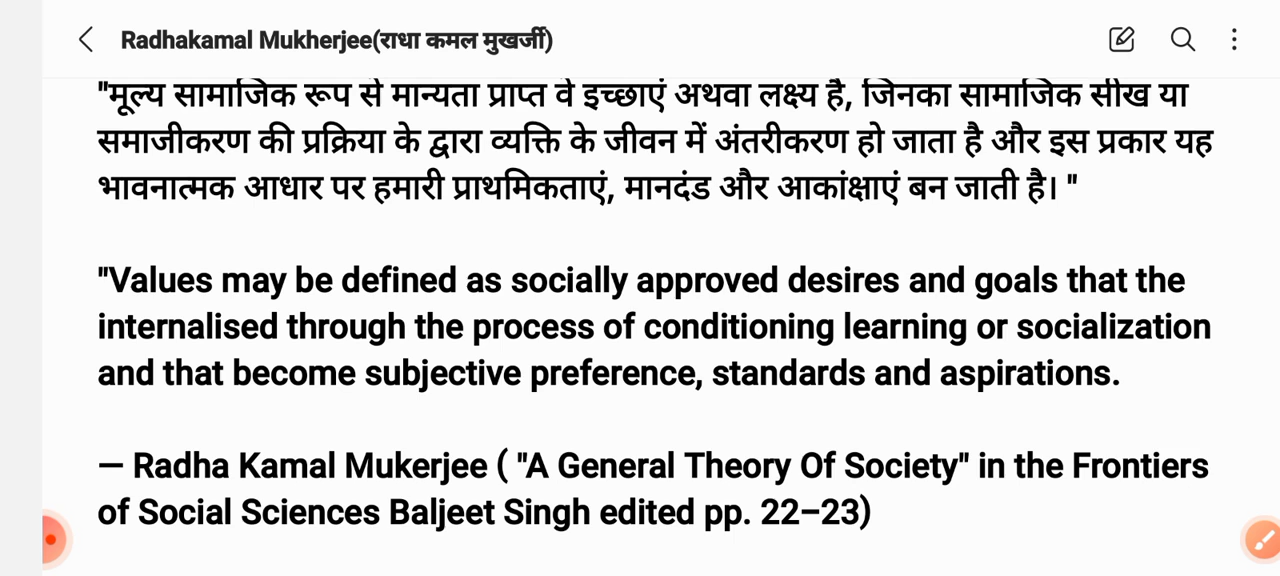 Radhakamal Mukherjee(राधा कमल मुखर्जी)
"मूल्य सामाजिक रूप से मान्यता प्राप्त वे इच्छाएं अथवा लक्ष्य है, जिनका सामाजिक सीख या
समाजीकरण की प्रक्रिया के द्वारा व्यक्ति के जीवन में अंतरीकरण हो जाता है और इस प्रकार यह
भावनात्मक आधार पर हमारी प्राथमिकताएं, मानदंड और आकांक्षाएं बन जाती है। "
"Values may be defined as socially approved desires and goals that the
internalised through the process of conditioning learning or socialization
and that become subjective preference, standards and aspirations.
— Radha Kamal Mukerjee ( "A General Theory Of Society" in the Frontiers
of Social Sciences Baljeet Singh edited pp. 22–23)